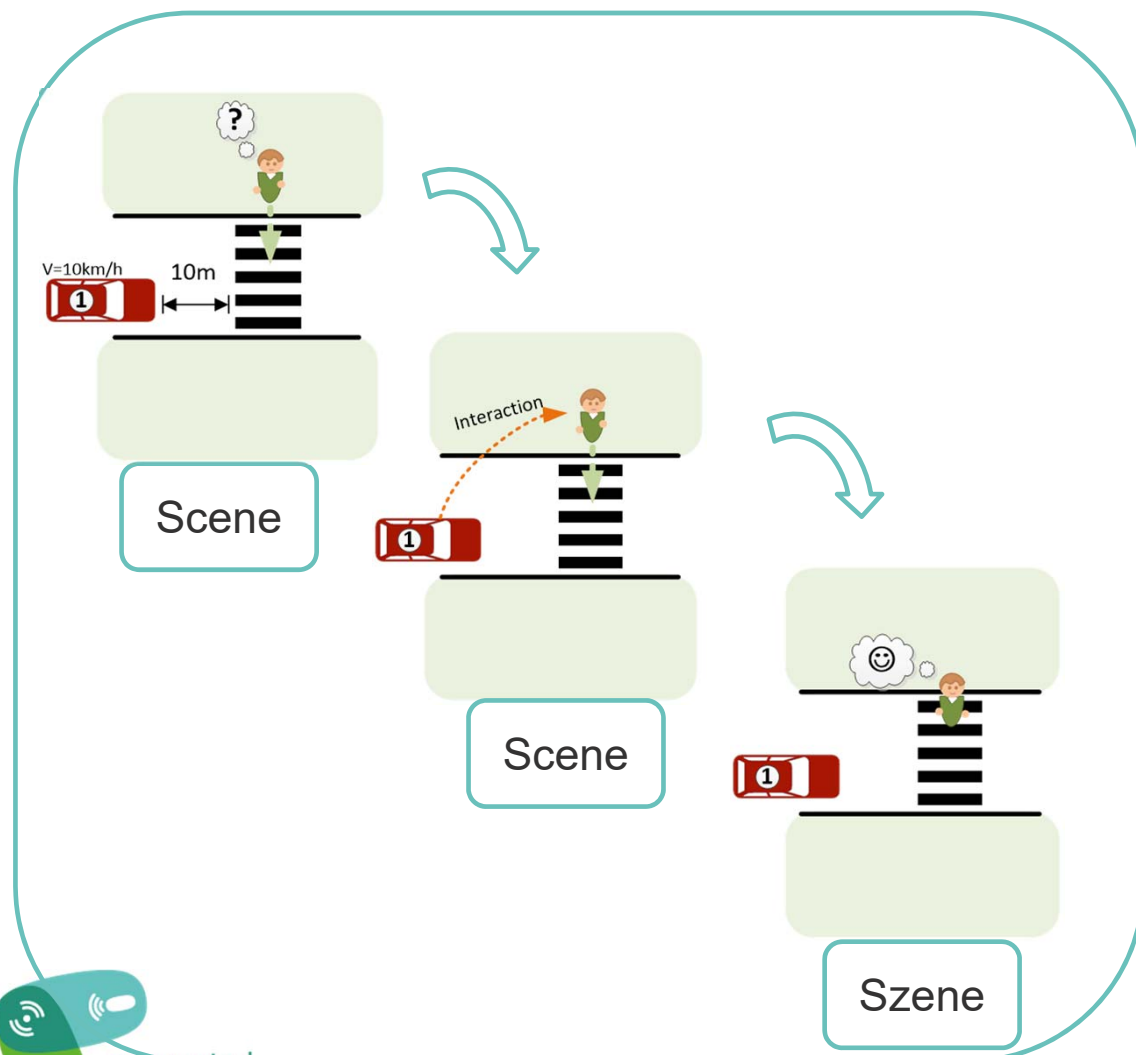 ?
V=10km/h
10m
1
Scene
Interaction
1
Scene
1
Szene